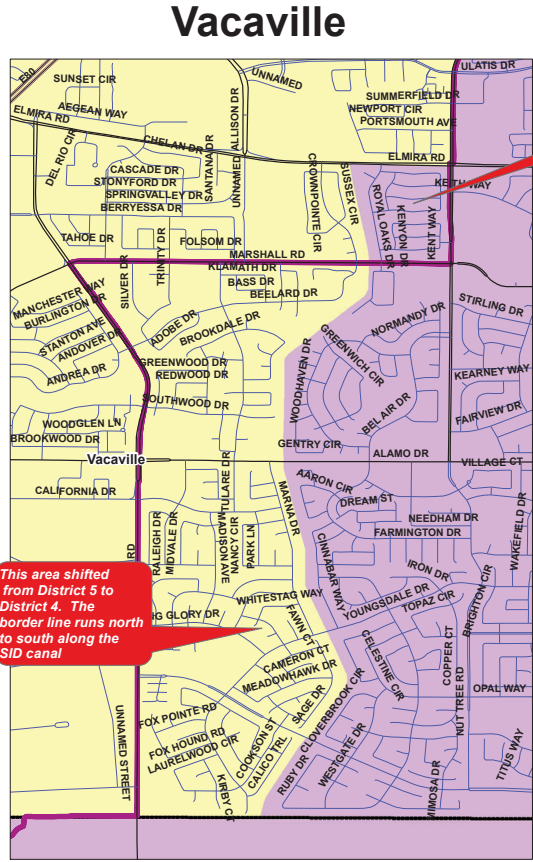 Vacaville
E80
SUNSET CIR
UNNAMED
ULATIS DR
SUMMERFIELD DR
NEWPORT CIR
PORTSMOUTH AVE
AEGEAN WAY
ELMIRA RD
CHELAN DR
ELMIRA RD
DEL RIO CIR
CASCADE DR
STONYFORD DR
SPRINGVALLEY DR
BERRYESSA DR
SANTANA DR
UNNAMED
ALLISON DR
CROWNPOINTE CIR
SUSSEX CIR
ROYAL OAKS DR
KENYON DR
KENT WAY
KEITH WAY
TAHOE DR
TRINITY DR
FOLSOM DR
MARSHALL RD
KLAMATH DR
BASS DR
BEELARD DR
SILVER DR
MANCHESTER WAY
BURLINGTON DR
STANTON AVE
ANDOVER DR
ANDREA DR
ADOBE DR
BROOKDALE DR
GREENWOOD DR
REDWOOD DR
SOUTHWOOD DR
WOODHAVEN DR
GREENWICH CIR
NORMANDY DR
STIRLING DR
KEARNEY WAY
BEL AIR DR
FAIRVIEW DR
WOODGLEN LN
BROOKWOOD DR
GENTRY CIR
ALAMO DR
VILLAGE CT
Vacaville
CALIFORNIA DR
TULARE DR
MARNA DR
AARON CIR
DREAM ST
NEEDHAM DR
FARMINGTON DR
WAKEFIELD DR
RD
RALEIGH DR
MIDVALE DR
MADISON AVE
NANCY CIR
PARK LN
CINNABAR WAY
IRON DR
BRIGHTON CIR
This area shifted
from District 5 to
District 4. The
border line runs north
to south along the
SID canal
NG GLORY DR
WHITESTAG WAY
FAWN CT
YOUNGSDALE DR
TOPAZ CIR
CAMERON CT
MEADOWHAWK DR
CELESTINE CIR
COPPER CT
NUT TREE RD
OPAL WAY
SAGE DR
FOX POINTE RD
FOX HOUND RD
LAURELWOOD CIR
COOKSON ST
CALICO TRL
CLOVERBROOK CIR
RUBY DR
WESTGATE DR
UNNAMED STREET
KIRBY CT
MIMOSA DR
TITUS WAY